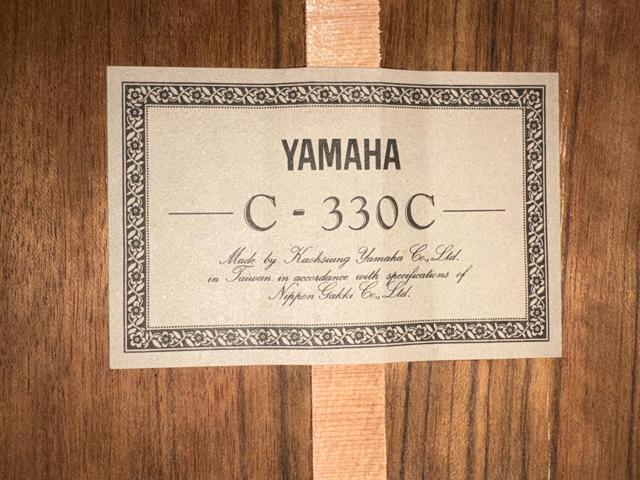 YAMAHA
C - 330C
Made by Kaohsiung Yamaha Co., Ltd.
in Taiwan in accordance with specifications of
Nippon Gakki Co., Ltd.